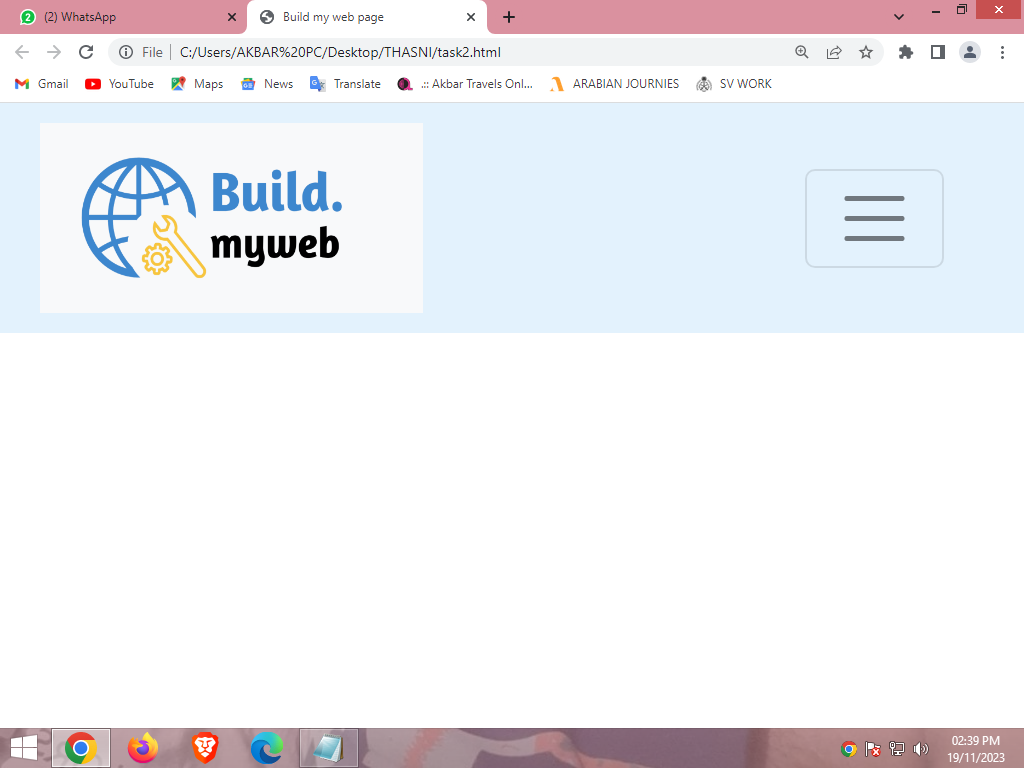 (2) WhatsApp
Build my web page
File
C:/Users/AKBAR%20PC/Desktop/THASNI/task2.html
Gmail
YouTube
Maps
News
Translate
.:: Akbar Travels Onl...
ARABIAN JOURNIES
SV WORK
Build.
myweb
02:39 PM
19/11/2023